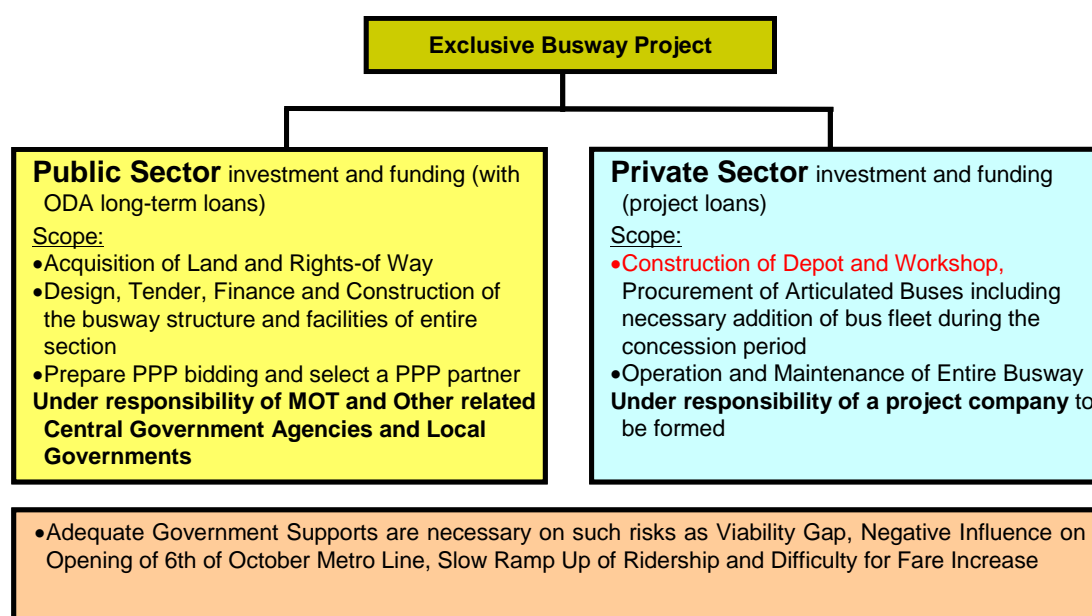 Exclusive Busway Project
Public Sector investment and funding (with
ODA long-term loans)
Scope:
•Acquisition of Land and Rights-of Way
•Design, Tender, Finance and Construction of
the busway structure and facilities of entire
section
•Prepare PPP bidding and select a PPP partner
Under responsibility of MOT and Other related
Central Government Agencies and Local
Governments
Private Sector investment and funding
(project loans)
Scope:
•Construction of Depot and Workshop,
Procurement of Articulated Buses including
necessary addition of bus fleet during the
concession period
•Operation and Maintenance of Entire Busway
Under responsibility of a project company to
be formed
•Adequate Government Supports are necessary on such risks as Viability Gap, Negative Influence on
Opening of 6th of October Metro Line, Slow Ramp Up of Ridership and Difficulty for Fare Increase